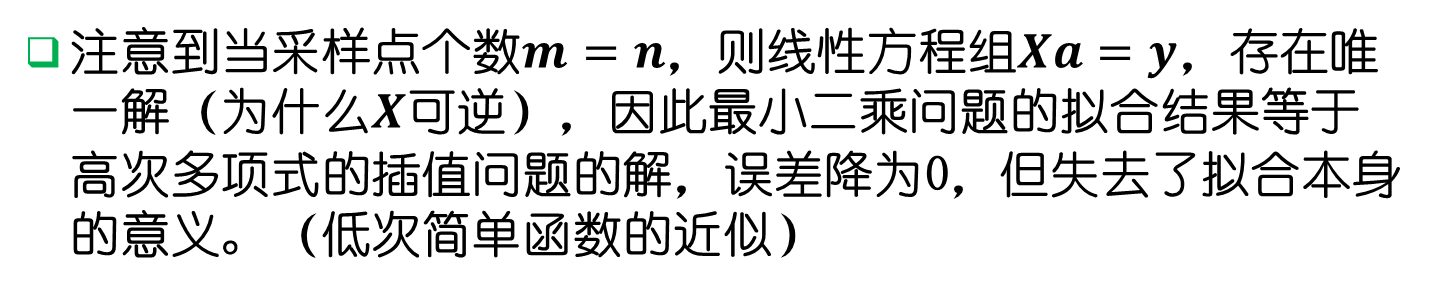 注意到当采样点个数m = n，则线性方程组Xa = y，存在唯
一解（为什么X可逆），因此最小二乘问题的拟合结果等于
高次多项式的插值问题的解，误差降为0，但失去了拟合本身
的意义。（低次简单函数的近似）